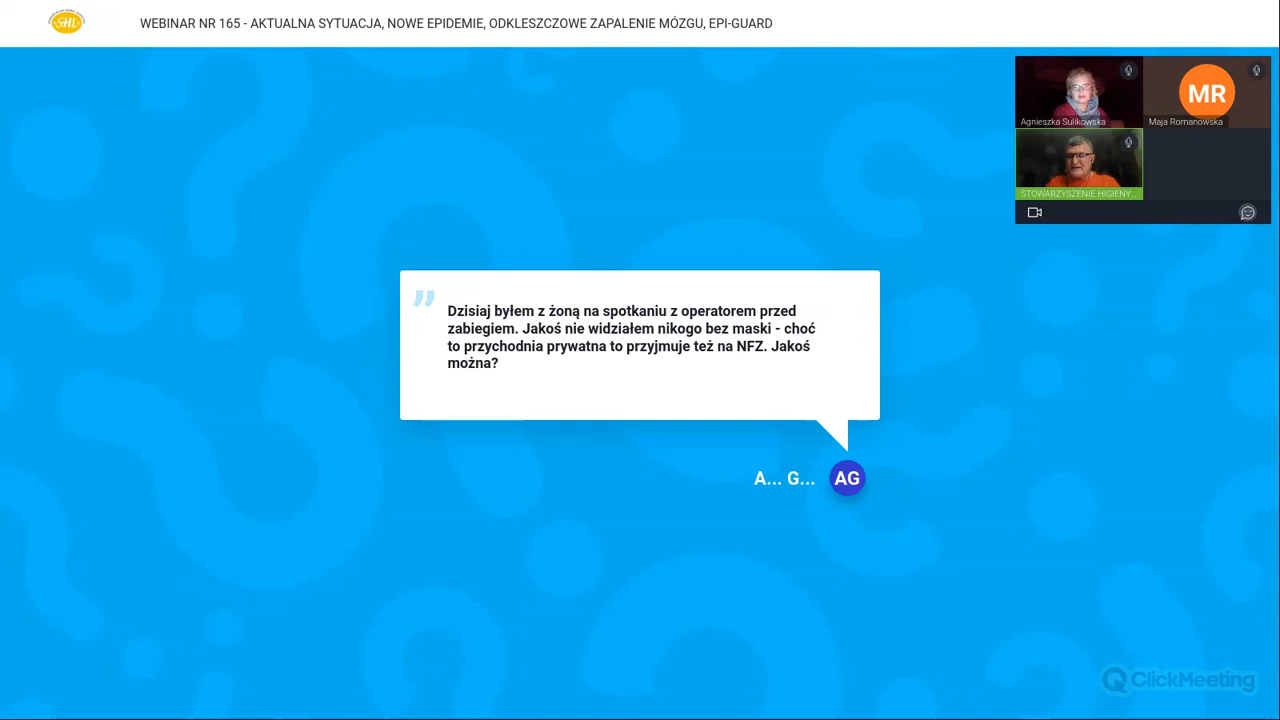 SHL
WEBINAR NR 165 - AKTUALNA SYTUACJA, NOWE EPIDEMIE, ODKLESZCZOWE ZAPALENIE MÓZGU, EPI-GUARD
MR
Agnieszka Sulikowska
Maja Romanowska
STOWARZYSZENIE HIGIENY...
Dzisiaj byłem z żoną na spotkaniu z operatorem przed
zabiegiem. Jakoś nie widziałem nikogo bez maski - choć
to przychodnia prywatna to przyjmuje też na NFZ. Jakoś
można?
A... G... AG
ClickMeeting